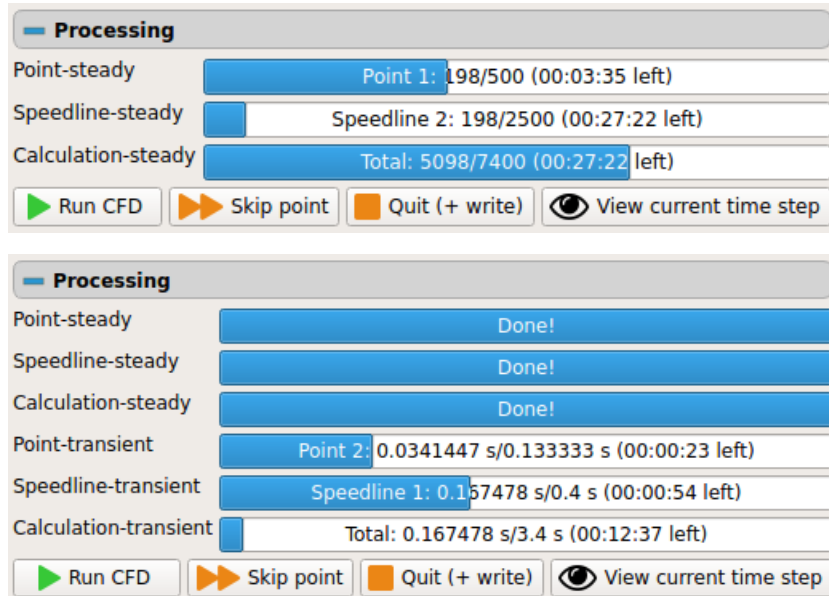 Processing
Point-steady Point 1: 198/500 (00:03:35 left)
Speedline-steady Speedline 2: 198/2500 (00:27:22 left)
Calculation-steady Total: 5098/7400 (00:27:22 left)
Run CFD Skip point Quit (+ write) View current time step
Processing
Point-steady Done!
Speedline-steady Done!
Calculation-steady Done!
Point-transient Point 2: 0.0341447 s/0.133333 s (00:00:23 left)
Speedline-transient Speedline 1: 0.167478 s/0.4 s (00:00:54 left)
Calculation-transient Total: 0.167478 s/3.4 s (00:12:37 left)
Run CFD Skip point Quit (+ write) View current time step